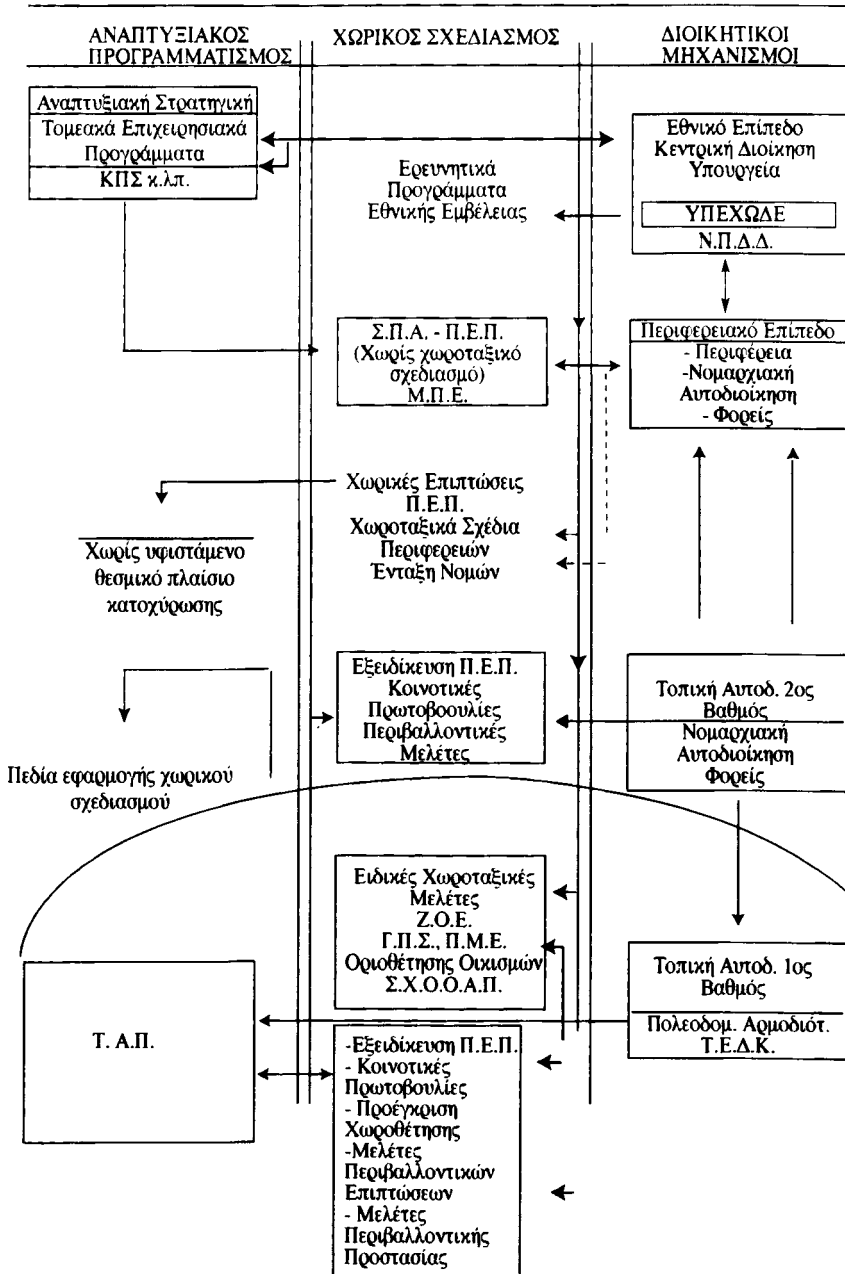 ΑΝΑΠΤΥΞΙΑΚΟΣ
ΠΡΟΓΡΑΜΜΑΤΙΣΜΟΣ
ΧΩΡΙΚΟΣ ΣΧΕΔΙΑΣΜΟΣ
ΔΙΟΙΚΗΤΙΚΟΙ
ΜΗΧΑΝΙΣΜΟΙ
Αναπτυξιακή Στρατηγική
Τομεακά Επιχειρησιακά
Προγράμματα
ΚΠΣ κ.λπ.
Ερευνητικά
Προγράμματα
Εθνικής Εμβέλειας
Εθνικό Επίπεδο
Κεντρική Διοίκηση
Υπουργεία
ΥΠΕΧΩΔΕ
Ν.Π.Δ.Δ.
Σ.Π.Α. - Π.Ε.Π.
(Χωρίς χωροταξικό
σχεδιασμό)
Μ.Π.Ε.
Περιφερειακό Επίπεδο
- Περιφέρεια
-Νομαρχιακή
Αυτοδιοίκηση
- Φορείς
Χωρικές Επιπτώσεις
Π.Ε.Π.
Χωροταξικά Σχέδια
Περιφερειών
Ένταξη Νομών
Χωρίς υφιστάμενο
θεσμικό πλαίσιο
κατοχύρωσης
Εξειδίκευση Π.Ε.Π.
Κοινοτικές
Πρωτοβοουλίες
Περιβαλλοντικές
Μελέτες
Τοπική Αυτοδ. 2ος
Βαθμός
Νομαρχιακή
Αυτοδιοίκηση
Φορείς
Πεδία εφαρμογής χωρικού
σχεδιασμού
Ειδικές Χωροταξικές
Μελέτες
Ζ.Ο.Ε.
Γ.Π.Σ., Π.Μ.Ε.
Οριοθέτησης Οικισμών
Σ.Χ.Ο.Ο.Α.Π.
Τοπική Αυτοδ. 1ος
Βαθμός
Πολεοδομ. Αρμοδιότ.
Τ.Ε.Δ.Κ.
Τ. Α.Π.
-Εξειδίκευση Π.Ε.Π.
- Κοινοτικές
Πρωτοβουλίες
- Προέγκριση
Χωροθέτησης
-Μελέτες
Περιβαλλοντικών
Επιπτώσεων
- Μελέτες
Περιβαλλοντικής
Προστασίας